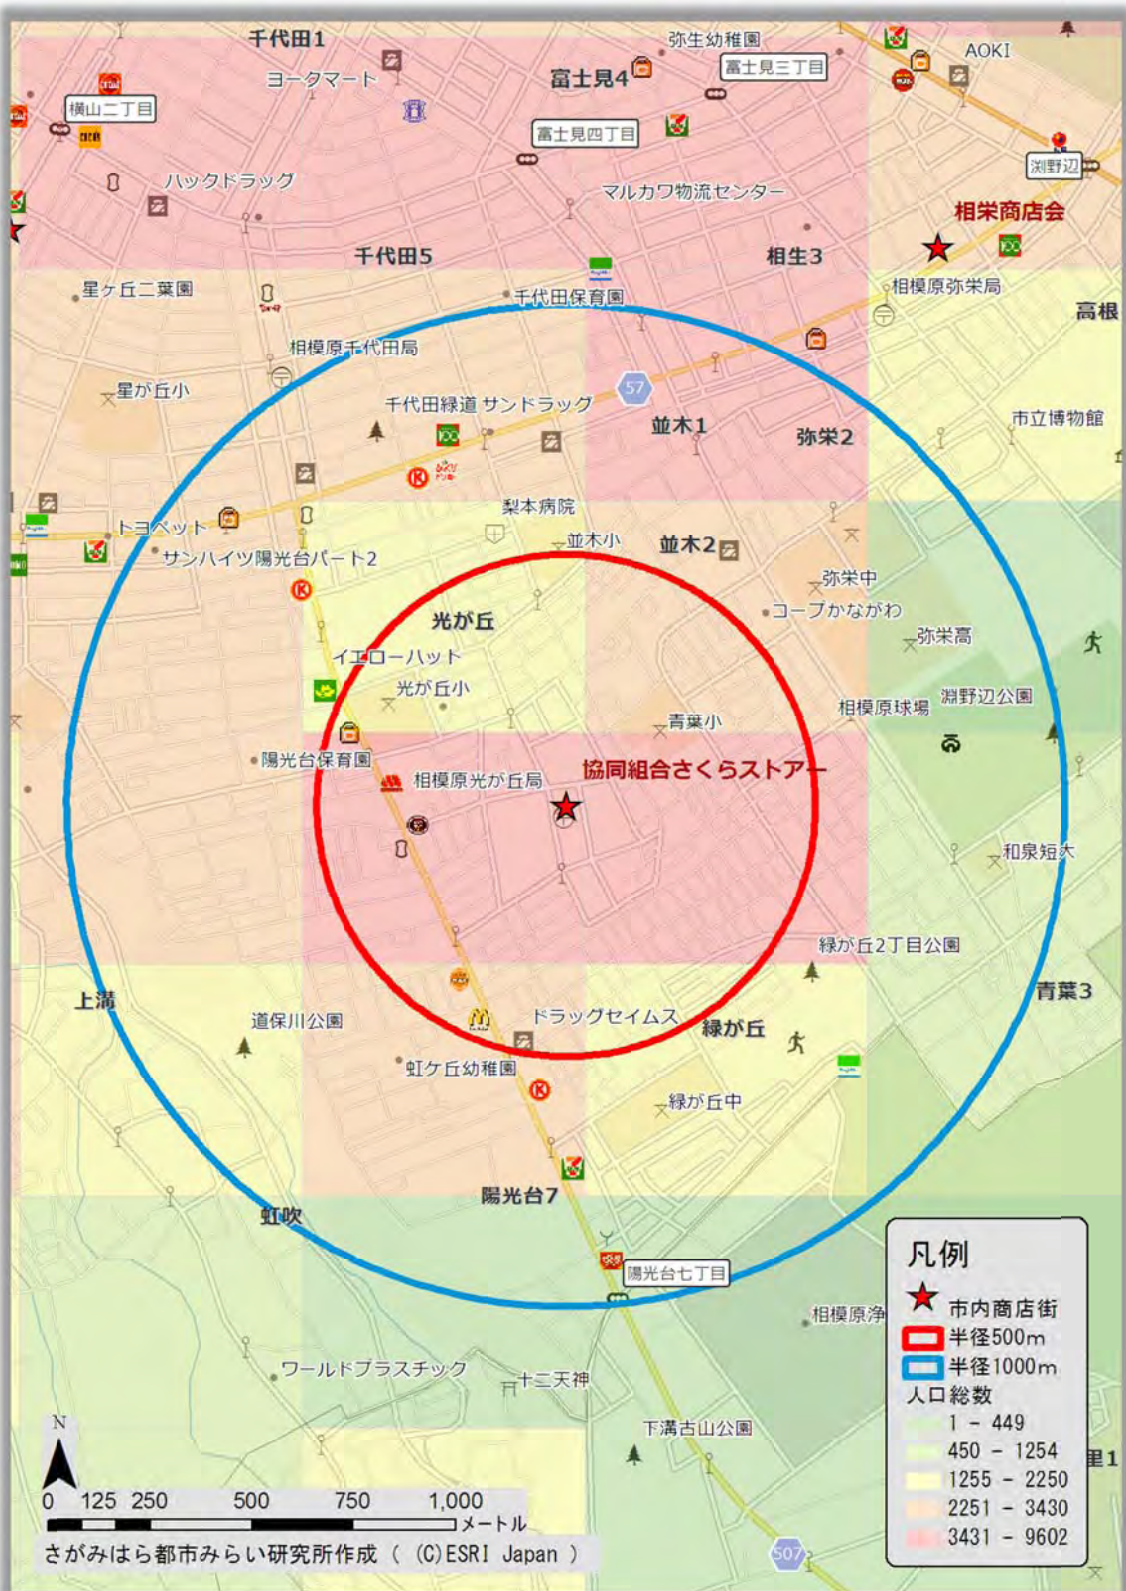 千代田1
弥生幼稚園
AOKI
ヨークマート
富士見4
富士見三丁目
横山二丁目
富士見四丁目
渕野辺
ハックドラッグ
マルカワ物流センター
相栄商店会
千代田5
相生3
星ケ丘二葉園
千代田保育園
相模原弥栄局
高根
相模原千代田局
星が丘小
57
千代田緑道 サンドラッグ
並木1
弥栄2
市立博物館
梨本病院
トヨペット
並木小
並木2
サンハイツ陽光台パート2
弥栄中
コープかながわ
光が丘
弥栄高
イエローハット
光が丘小
淵野辺公園
相模原球場
青葉小
陽光台保育園
相模原光が丘局
協同組合さくらストアー
和泉短大
緑が丘2丁目公園
上溝
青葉3
道保川公園
ドラッグセイムス
緑が丘
虹ケ丘幼稚園
緑が丘中
陽光台7
虹吹
陽光台七丁目
相模原浄
ワールドプラスチック
十二天神
下溝古山公園
507
里1
凡例
市内商店街
半径500m
半径1000m
人口総数
1 - 449
450 - 1254
1255 - 2250
2251 - 3430
3431 - 9602
N
0 125 250 500 750 1,000
メートル
さがみはら都市みらい研究所作成 ( (C)ESRI Japan )